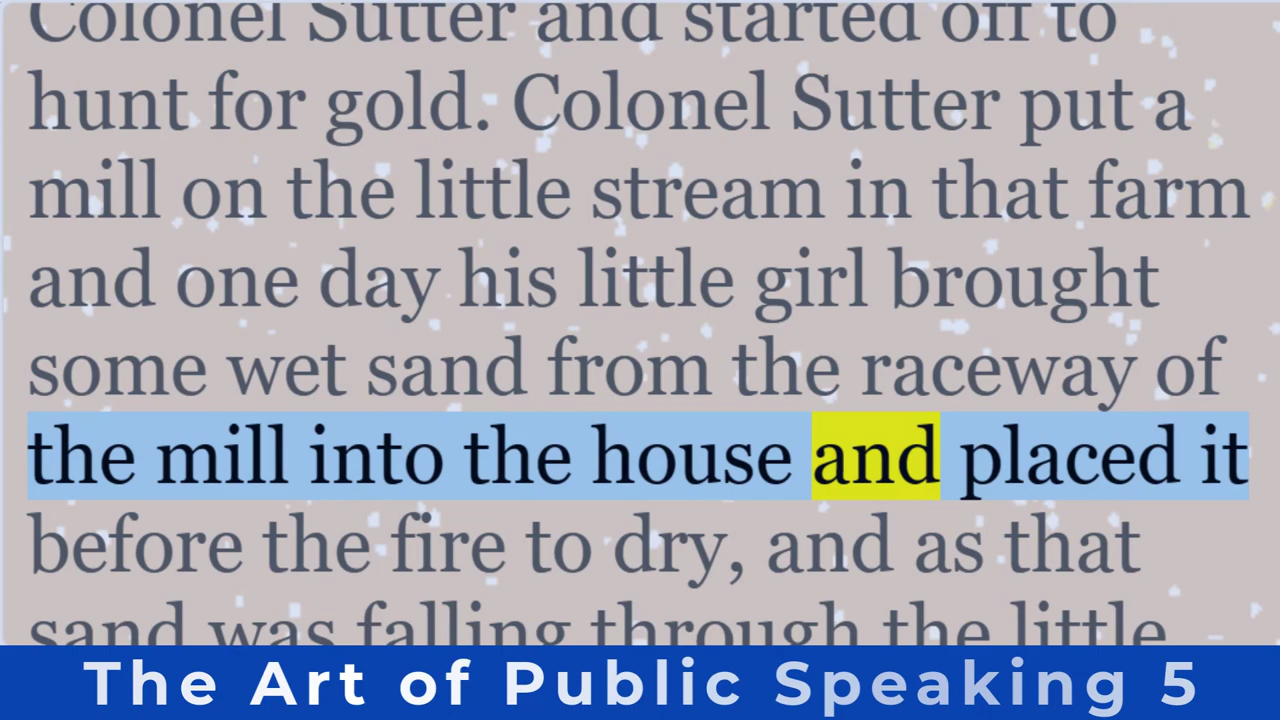 Colonel Sutter and started off to
hunt for gold. Colonel Sutter put a
mill on the little stream in that farm
and one day his little girl brought
some wet sand from the raceway of
the mill into the house and placed it
before the fire to dry, and as that
sand was falling through the little
The Art of Public Speaking 5